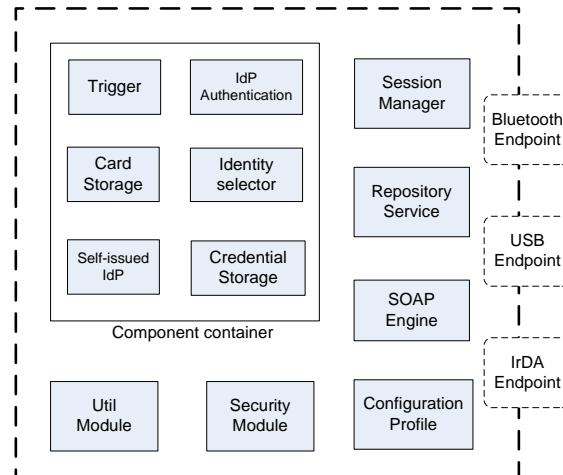 Trigger
IdP
Authentication
Card
Storage
Identity
selector
Self-issued
IdP
Credential
Storage
Component container
Session
Manager
Repository
Service
SOAP
Engine
Util
Module
Security
Module
Configuration
Profile
Bluetooth
Endpoint
USB
Endpoint
IrDA
Endpoint